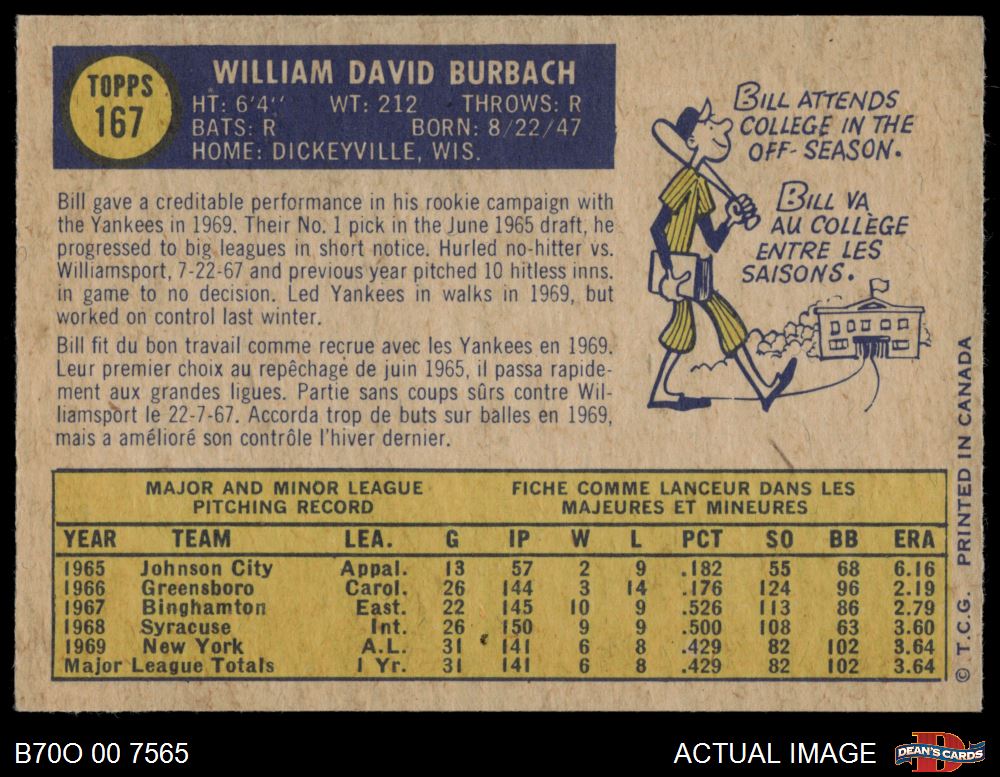 TOPPS
167
WILLIAM DAVID BURBACH
HT: 6'4'' WT: 212 THROWS: R
BATS: R BORN: 8/22/47
HOME: DICKEYVILLE, WIS.
Bill gave a creditable performance in his rookie campaign with
the Yankees in 1969. Their No. 1 pick in the June 1965 draft, he
progressed to big leagues in short notice. Hurled no-hitter vs.
Williamsport, 7-22-67 and previous year pitched 10 hitless inns.
in game to no decision. Led Yankees in walks in 1969, but
worked on control last winter.
Bill fit du bon travail comme recrue avec les Yankees en 1969.
Leur premier choix au repêchage de juin 1965, il passa rapide-
ment aux grandes ligues. Partie sans coups sûrs contre Wil-
liamsport le 22-7-67. Accorda trop de buts sur balles en 1969,
mais a amélioré son contrôle l'hiver dernier.
BILL ATTENDS
COLLEGE IN THE
OFF-SEASON.
BILL VA
AU COLLÈGE
ENTRE LES
SAISONS.
MAJOR AND MINOR LEAGUE
PITCHING RECORD
FICHE COMME LANCEUR DANS LES
MAJEURES ET MINEURES
YEAR TEAM LEA. G IP W L PCT SO BB ERA
1965 Johnson City Appal. 13 57 2 9 .182 55 68 6.16
1966 Greensboro Carol. 26 144 3 14 .176 124 96 2.19
1967 Binghamton East. 22 145 10 9 .526 113 86 2.79
1968 Syracuse Int. 26 150 9 9 .500 108 63 3.60
1969 New York A.L. 31 141 6 8 .429 82 102 3.64
Major League Totals 1 Yr. 31 141 6 8 .429 82 102 3.64
© T.C.G. PRINTED IN CANADA
B70O 00 7565
ACTUAL IMAGE
DEAN'S CARDS